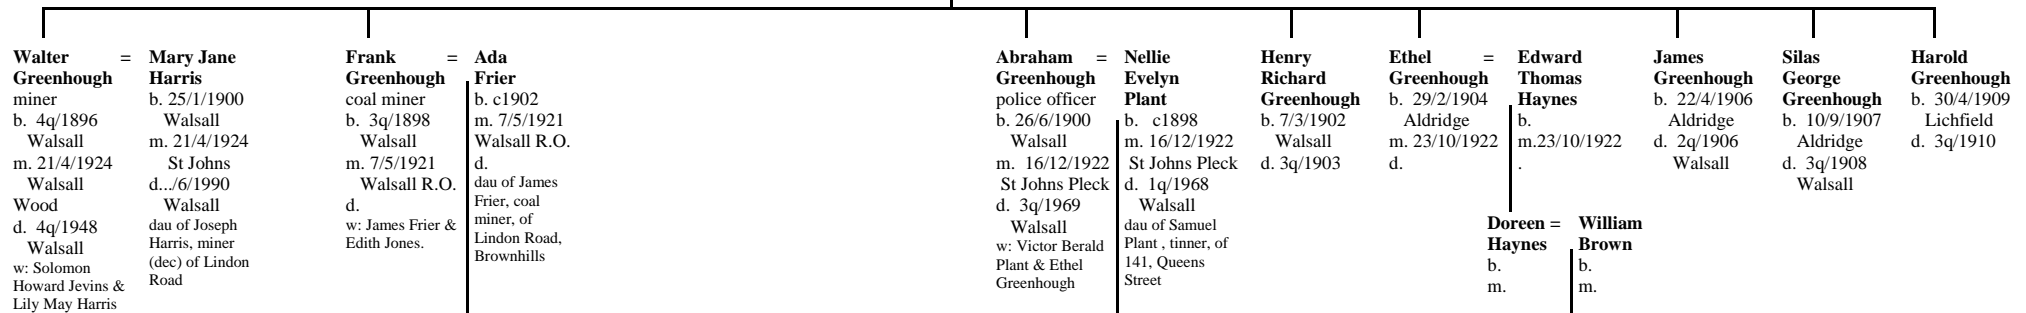 Walter =
Greenhough
miner
b. 4q/1896
Walsall
m. 21/4/1924
Walsall
Wood
d. 4q/1948
Walsall
w: Solomon
Howard Jevins &
Lily May Harris
Mary Jane
Harris
b. 25/1/1900
Walsall
m. 21/4/1924
St Johns
d.../6/1990
Walsall
dau of Joseph
Harris, miner
(dec) of Lindon
Road
Frank =
Greenhough
coal miner
b. 3q/1898
Walsall
m. 7/5/1921
Walsall R.O.
d.
w: James Frier &
Edith Jones.
Ada
Frier
b. c1902
m. 7/5/1921
Walsall R.O.
d.
dau of James
Frier, coal
miner, of
Lindon Road,
Brownhills
Abraham =
Greenhough
police officer
b. 26/6/1900
Walsall
m. 16/12/1922
St Johns Pleck
d. 3q/1969
Walsall
w: Victor Berald
Plant & Ethel
Greenhough
Nellie
Evelyn
Plant
b. c1898
m. 16/12/1922
St Johns Pleck
d. 1q/1968
Walsall
dau of Samuel
Plant , tinner, of
141, Queens
Street
Henry
Richard
Greenhough
b. 7/3/1902
Walsall
d. 3q/1903
Ethel =
Greenhough
b. 29/2/1904
Aldridge
m. 23/10/1922
d.
Edward
Thomas
Haynes
b.
m.23/10/1922
.
Doreen =
Haynes
b.
m.
William
Brown
b.
m.
James
Greenhough
b. 22/4/1906
Aldridge
d. 2q/1906
Walsall
Silas
George
Greenhough
b. 10/9/1907
Aldridge
d. 3q/1908
Walsall
Harold
Greenhough
b. 30/4/1909
Lichfield
d. 3q/1910